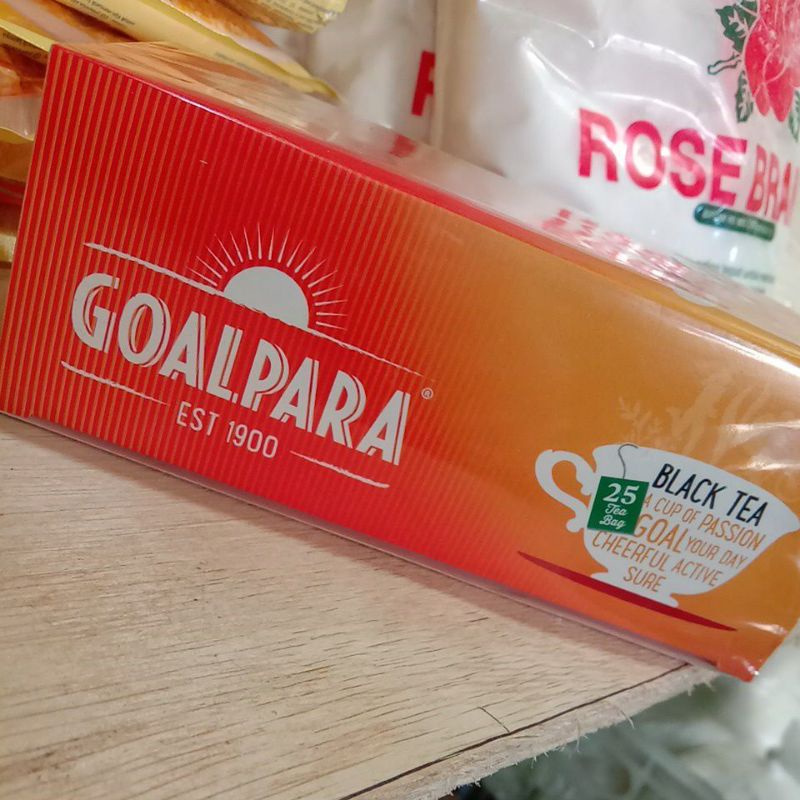 ROSE BRA
GOALPARA®
EST 1900
25
Tea
Bag
BLACK TEA
A CUP OF PASSION
GOAL YOUR DAY
CHEERFUL ACTIVE
SURE